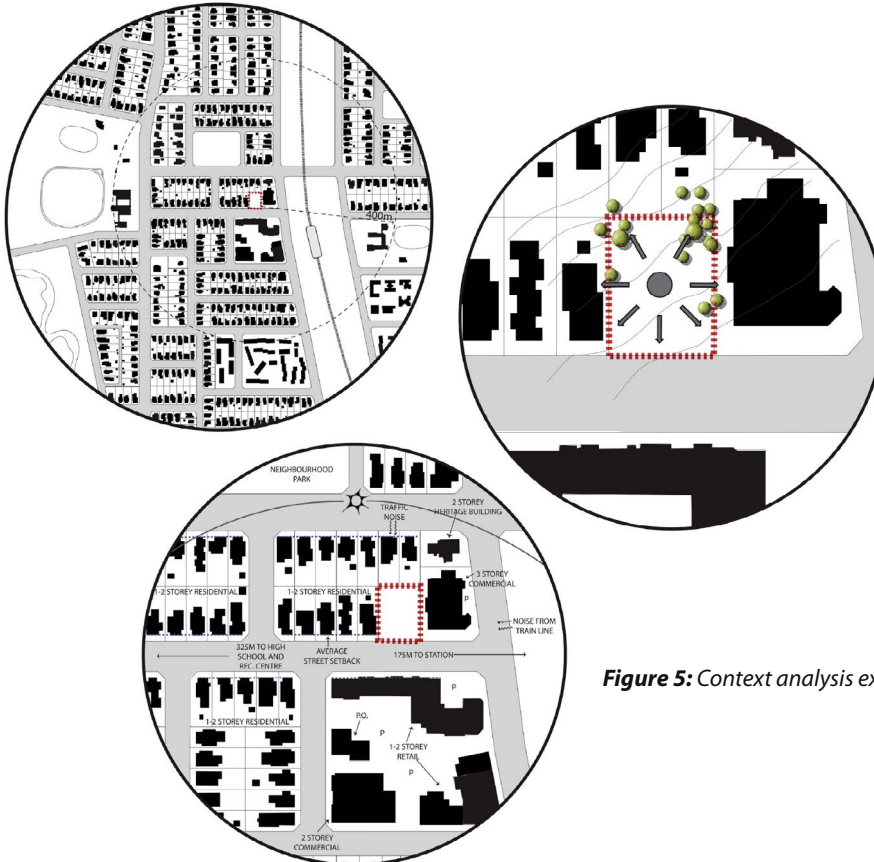 400m
NEIGHBOURHOOD
PARK
TRAFFIC
NOISE
2 STOREY
HERITAGE BUILDING
3 STOREY
COMMERCIAL
P
1-2 STOREY RESIDENTIAL
1-2 STOREY RESIDENTIAL
NOISE FROM
TRAIN LINE
325M TO HIGH
SCHOOL AND
REC. CENTRE
AVERAGE
STREET SETBACK
175M TO STATION
1-2 STOREY RESIDENTIAL
P.O.
P
P
1-2 STOREY
RETAIL
P
2 STOREY
COMMERCIAL
Figure 5: Context analysis ex